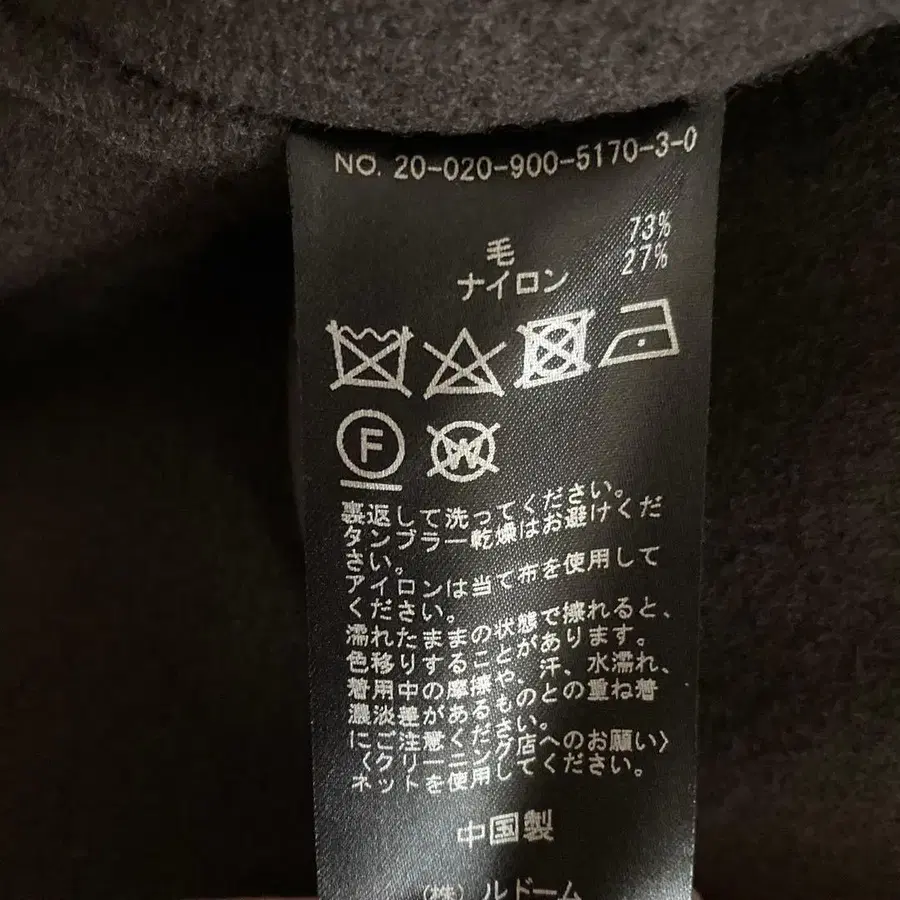 NO. 20-020-900-5170-3-0
毛 73%
ナイロン 27%
F
W
裏返して洗ってください。
タンブラー乾燥はお避けくだ
さい。
アイロンは当て布を使用して
ください。
濡れたままの状態で擦れると、
色移りすることがあります。
着用中の摩擦や、汗、水濡れ、
濃淡差があるものとの重ね着
にご注意ください。
〈クリーニング店へのお願い〉
ネットを使用してください。
中国製
(株)ルドーム